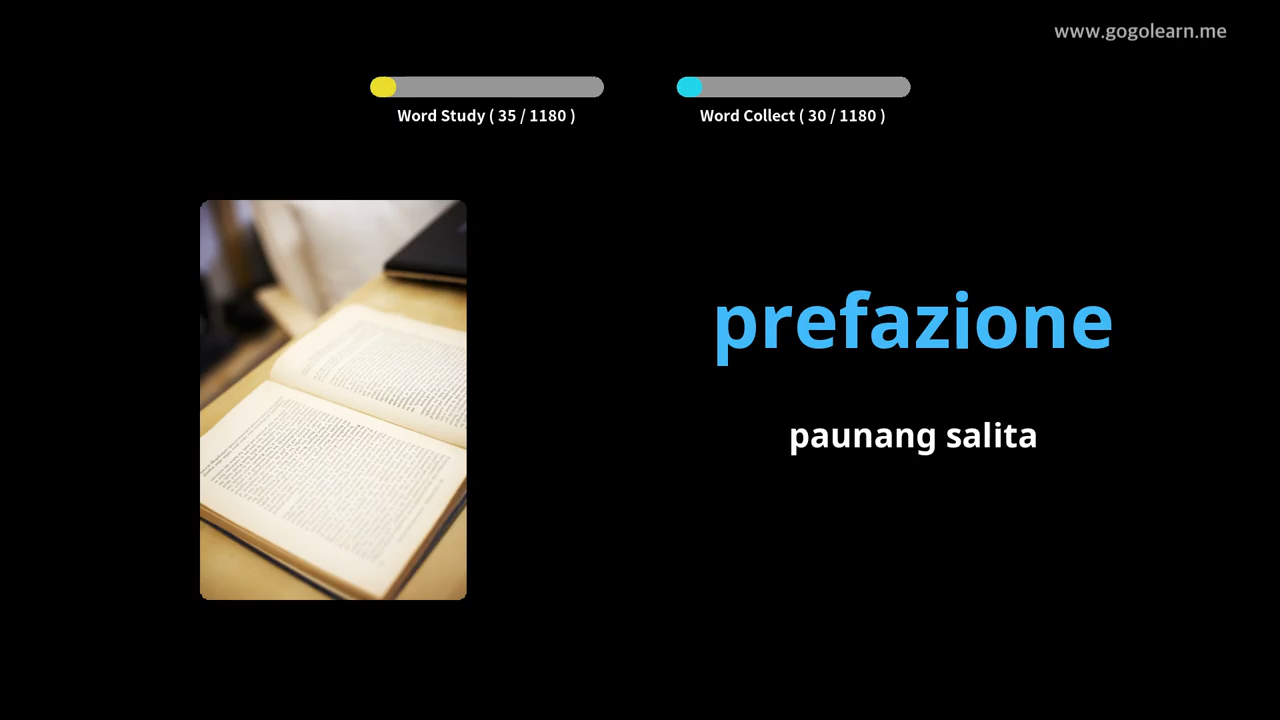 www.gogolearn.me
Word Study ( 35 / 1180 )
Word Collect ( 30 / 1180 )
prefazione
paunang salita